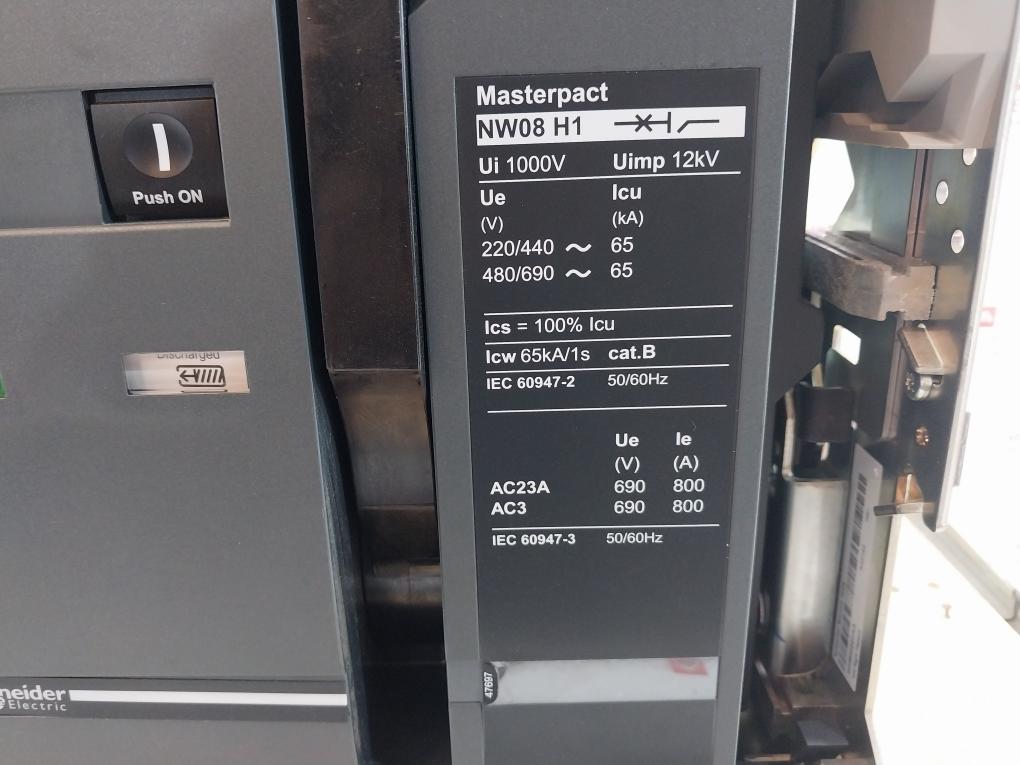 Masterpact
NW08 H1
Ui 1000V Uimp 12kV
Ue Icu
(V) (kA)
220/440 ~ 65
480/690 ~ 65
Ics = 100% Icu
Icw 65kA/1s cat.B
IEC 60947-2 50/60Hz
Ue Ie
(V) (A)
AC23A 690 800
AC3 690 800
IEC 60947-3 50/60Hz
47697
Push ON
Discharged
neider
Electric